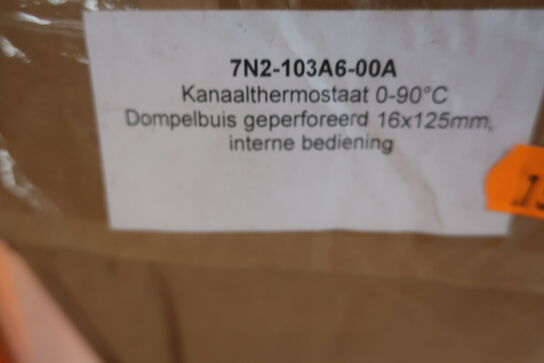 7N2-103A6-00A
Kanaalthermostaat 0-90°C
Dompelbuis geperforeerd 16x125mm,
interne bediening